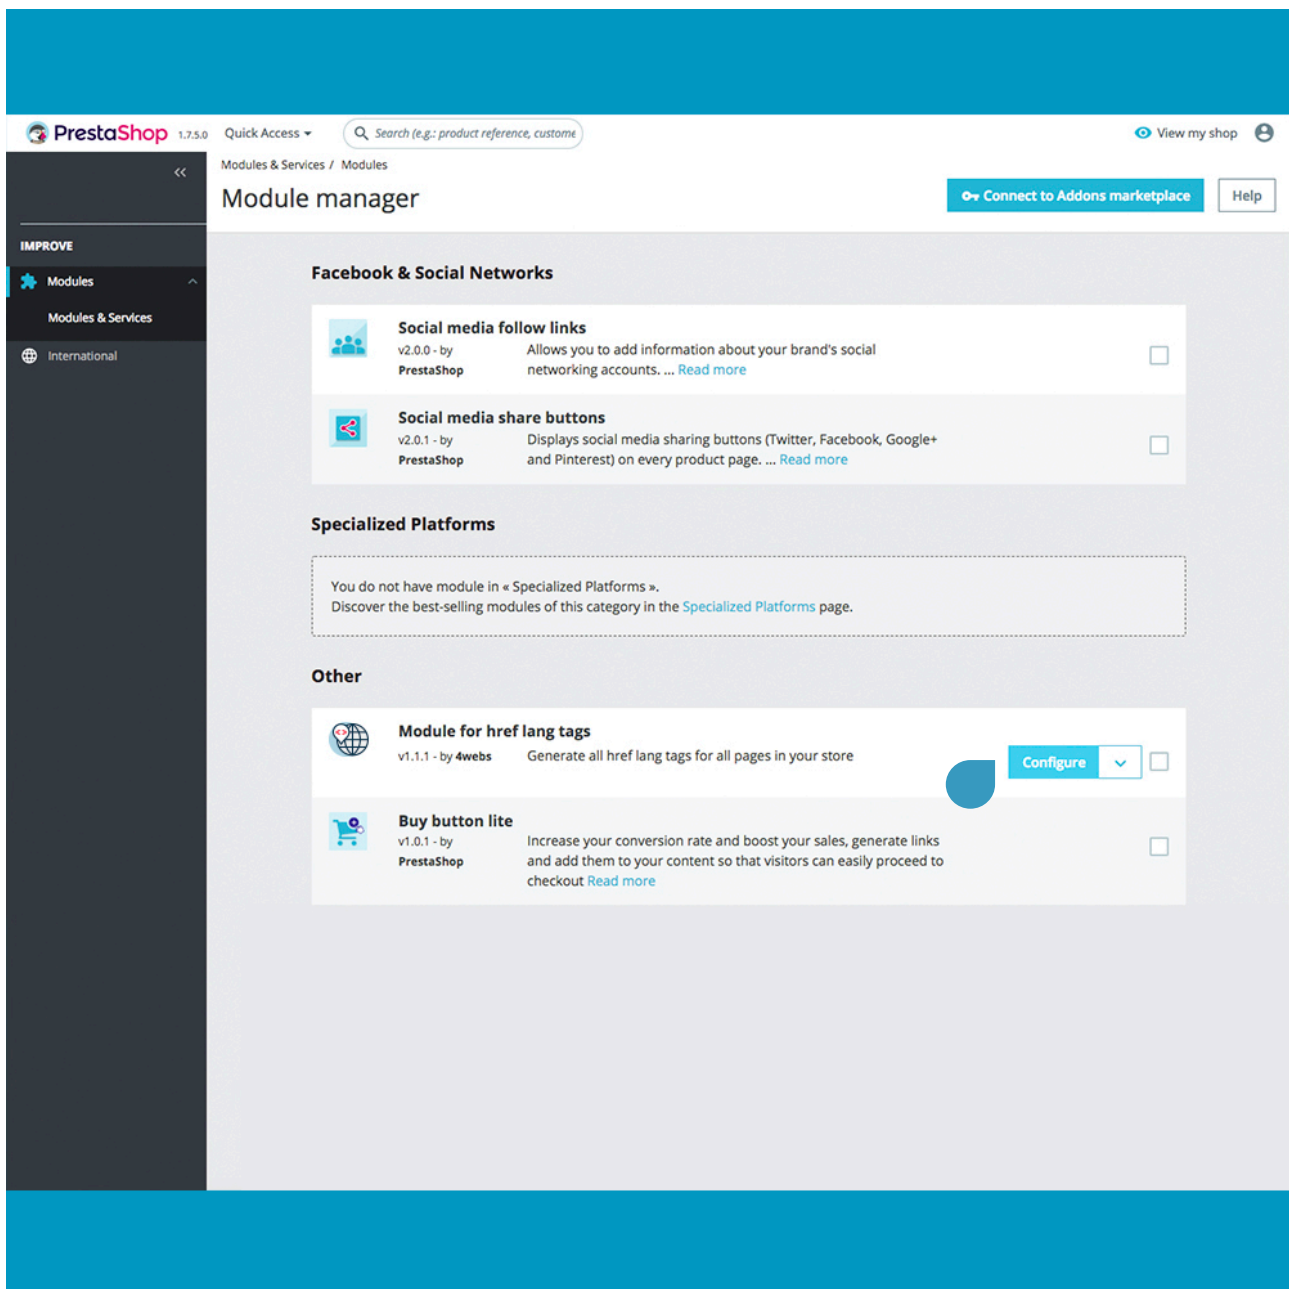 PrestaShop 1.7.5.0 Quick Access Search (e.g.: product reference, custome View my shop
Modules & Services / Modules
Module manager
Connect to Addons marketplace Help
IMPROVE
Modules
Modules & Services
International
Facebook & Social Networks
Social media follow links
v2.0.0 - by Allows you to add information about your brand's social
PrestaShop networking accounts. ... Read more
Social media share buttons
v2.0.1 - by Displays social media sharing buttons (Twitter, Facebook, Google+
PrestaShop and Pinterest) on every product page. ... Read more
Specialized Platforms
You do not have module in « Specialized Platforms ».
Discover the best-selling modules of this category in the Specialized Platforms page.
Other
Module for href lang tags
v1.1.1 - by 4webs Generate all href lang tags for all pages in your store
Configure
Buy button lite
v1.0.1 - by Increase your conversion rate and boost your sales, generate links
PrestaShop and add them to your content so that visitors can easily proceed to
checkout Read more